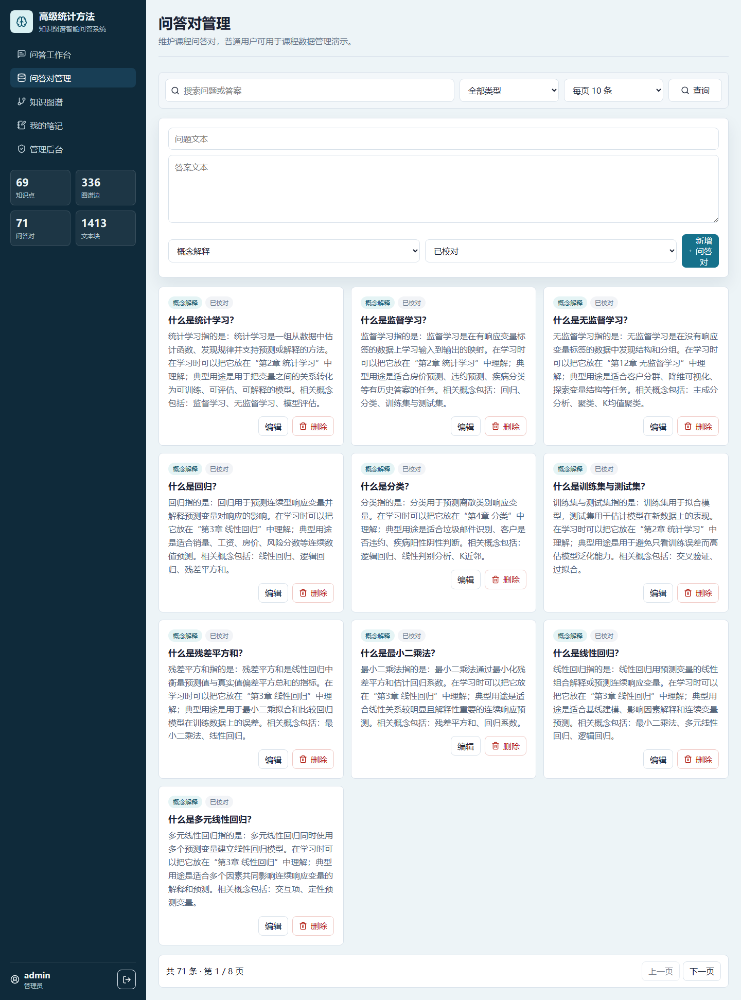 高级统计方法
知识图谱智能问答系统
问答工作台
问答对管理
知识图谱
我的笔记
管理后台
69
知识点
336
图谱边
71
问答对
1413
文本块
admin
管理员
问答对管理
维护课程问答对，普通用户可用于课程数据管理演示。
搜索问题或答案
全部类型
每页 10 条
查询
问题文本
答案文本
概念解释
已校对
新增
问答
对
概念解释 已校对
什么是统计学习？
统计学习指的是：统计学习是一组从数据中估
计函数、发现规律并支持预测或解释的方法。
在学习时可以把它放在“第2章 统计学习”中
理解；典型用途是用于把变量之间的关系转化
为可训练、可评估、可解释的模型。相关概念
包括：监督学习、无监督学习、模型评估。
编辑 删除
概念解释 已校对
什么是监督学习？
监督学习指的是：监督学习是在有响应变量标
签的数据上学习输入到输出的映射。在学习时
可以把它放在“第2章 统计学习”中理解；典
型用途是适合房价预测、违约预测、疾病分类
等有历史答案的任务。相关概念包括：回归、
分类、训练集与测试集。
编辑 删除
概念解释 已校对
什么是无监督学习？
无监督学习指的是：无监督学习是在没有响应
变量标签的数据中发现结构和分组。在学习时
可以把它放在“第12章 无监督学习”中理
解；典型用途是适合客户分群、降维可视化、
探索变量结构等任务。相关概念包括：主成分
分析、聚类、K均值聚类。
编辑 删除
概念解释 已校对
什么是回归？
回归指的是：回归用于预测连续型响应变量并
解释预测变量对响应的影响。在学习时可以把
它放在“第3章 线性回归”中理解；典型用途
是适合销量、工资、房价、风险分数等连续数
值预测。相关概念包括：线性回归、逻辑回
归、残差平方和。
编辑 删除
概念解释 已校对
什么是分类？
分类指的是：分类用于预测离散类别响应变
量。在学习时可以把它放在“第4章 分类”中
理解；典型用途是适合垃圾邮件识别、客户是
否违约、疾病阳性阴性判断。相关概念包括：
逻辑回归、线性判别分析、K近邻。
编辑 删除
概念解释 已校对
什么是训练集与测试集？
训练集与测试集指的是：训练集用于拟合模
型，测试集用于估计模型在新数据上的表现。
在学习时可以把它放在“第2章 统计学习”中
理解；典型用途是用于避免只看训练误差而高
估模型泛化能力。相关概念包括：交叉验证、
过拟合。
编辑 删除
概念解释 已校对
什么是残差平方和？
残差平方和指的是：残差平方和是线性回归中
衡量预测值与真实值偏差平方总和的指标。在
学习时可以把它放在“第3章 线性回归”中理
解；典型用途是用于最小二乘拟合和比较回归
模型在训练数据上的误差。相关概念包括：最
小二乘法、线性回归。
编辑 删除
概念解释 已校对
什么是最小二乘法？
最小二乘法指的是：最小二乘法通过最小化残
差平方和估计回归系数。在学习时可以把它放
在“第3章 线性回归”中理解；典型用途是适
合线性关系较明显且解释性重要的连续响应预
测。相关概念包括：残差平方和、回归系数。
编辑 删除
概念解释 已校对
什么是线性回归？
线性回归指的是：线性回归用预测变量的线性
组合解释或预测连续响应变量。在学习时可以
把它放在“第3章 线性回归”中理解；典型用
途是适合基线建模、影响因素解释和连续变量
预测。相关概念包括：最小二乘法、多元线性
回归、逻辑回归。
编辑 删除
概念解释 已校对
什么是多元线性回归？
多元线性回归指的是：多元线性回归同时使用
多个预测变量建立线性回归模型。在学习时可
以把它放在“第3章 线性回归”中理解；典型
用途是适合多个因素共同影响连续响应变量的
解释和预测。相关概念包括：交互项、定性预
测变量。
编辑 删除
共 71 条 · 第 1 / 8 页
上一页 下一页